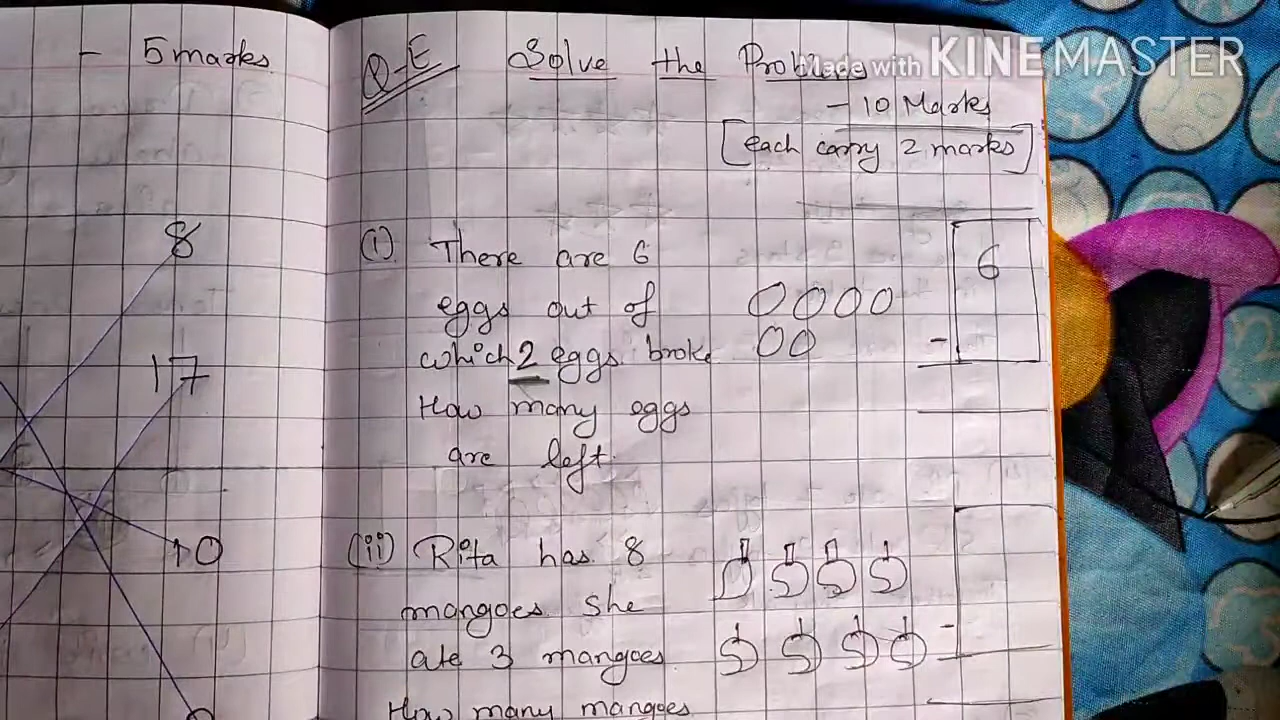 - 5 marks
8
17
10
Q-E Solve the Problems
- 10 Marks
[each carry 2 marks]
(i) There are 6
eggs out of
which 2 eggs broke
How many eggs
are left.
6
-
(ii) Rita has 8
mangoes she
ate 3 mangoes.
How many mangoes
-
Made with KINEMASTER